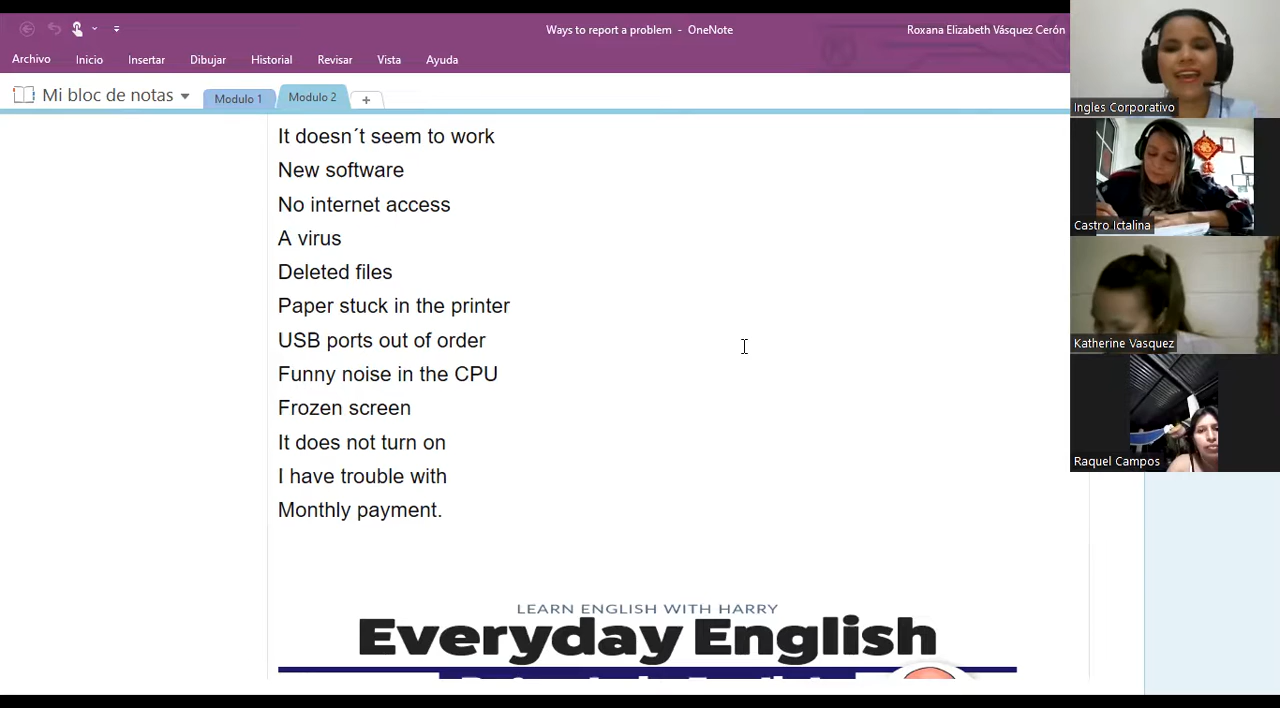 Ways to report a problem - OneNote
Roxana Elizabeth Vásquez Cerón
Archivo Inicio Insertar Dibujar Historial Revisar Vista Ayuda
Mi bloc de notas Modulo 1 Modulo 2
It doesn´t seem to work
New software
No internet access
A virus
Deleted files
Paper stuck in the printer
USB ports out of order
Funny noise in the CPU
Frozen screen
It does not turn on
I have trouble with
Monthly payment.
LEARN ENGLISH WITH HARRY
Everyday English
Ingles Corporativo
Castro Ictalina
Katherine Vasquez
Raquel Campos